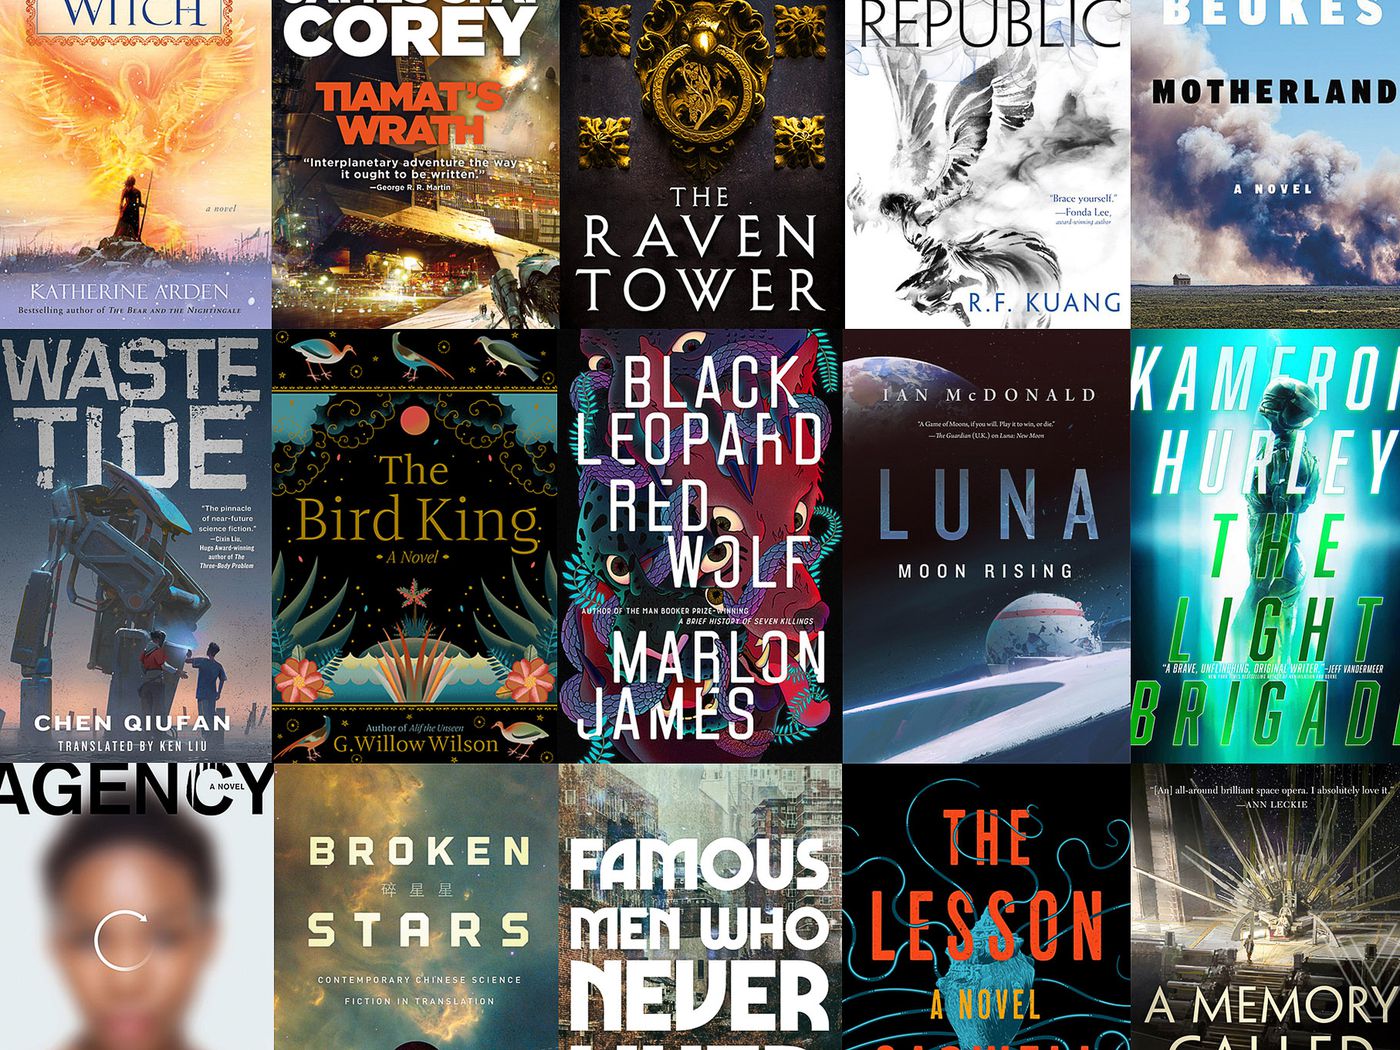 WITCH
a novel
KATHERINE ARDEN
Bestselling author of THE BEAR AND THE NIGHTINGALE
COREY
TIAMAT'S
WRATH
"Interplanetary adventure the way
it ought to be written."
—George R. R. Martin
THE
RAVEN
TOWER
REPUBLIC
"Brace yourself."
—Fonda Lee,
award-winning author
R.F. KUANG
BEUKES
MOTHERLAND
A NOVEL
WASTE
TIDE
"The pinnacle
of near-future
science fiction."
—Cixin Liu,
Hugo Award-winning
author of The
Three-Body Problem
CHEN QIUFAN
TRANSLATED BY KEN LIU
The
Bird King
A Novel
Author of Alif the Unseen
G. Willow Wilson
BLACK
LEOPARD
RED
WOLF
AUTHOR OF THE MAN BOOKER PRIZE-WINNING
A BRIEF HISTORY OF SEVEN KILLINGS
MARLON
JAMES
IAN McDONALD
"A Game of Moons, if you will. Play it to win, or die."
—The Guardian (U.K.) on Luna: New Moon
LUNA
MOON RISING
KAMERON
HURLEY
THE
LIGHT
"A BRAVE, UNFLINCHING, ORIGINAL WRITER." —JEFF VANDERMEER
BRIGAD
AGENCY
A NOVEL
BROKEN
碎星星
STARS
CONTEMPORARY CHINESE SCIENCE
FICTION IN TRANSLATION
FAMOUS
MEN WHO
NEVER
THE
LESSON
A NOVEL
"[An] all-around brilliant space opera. I absolutely love it."
—ANN LECKIE
A MEMORY
CALLED